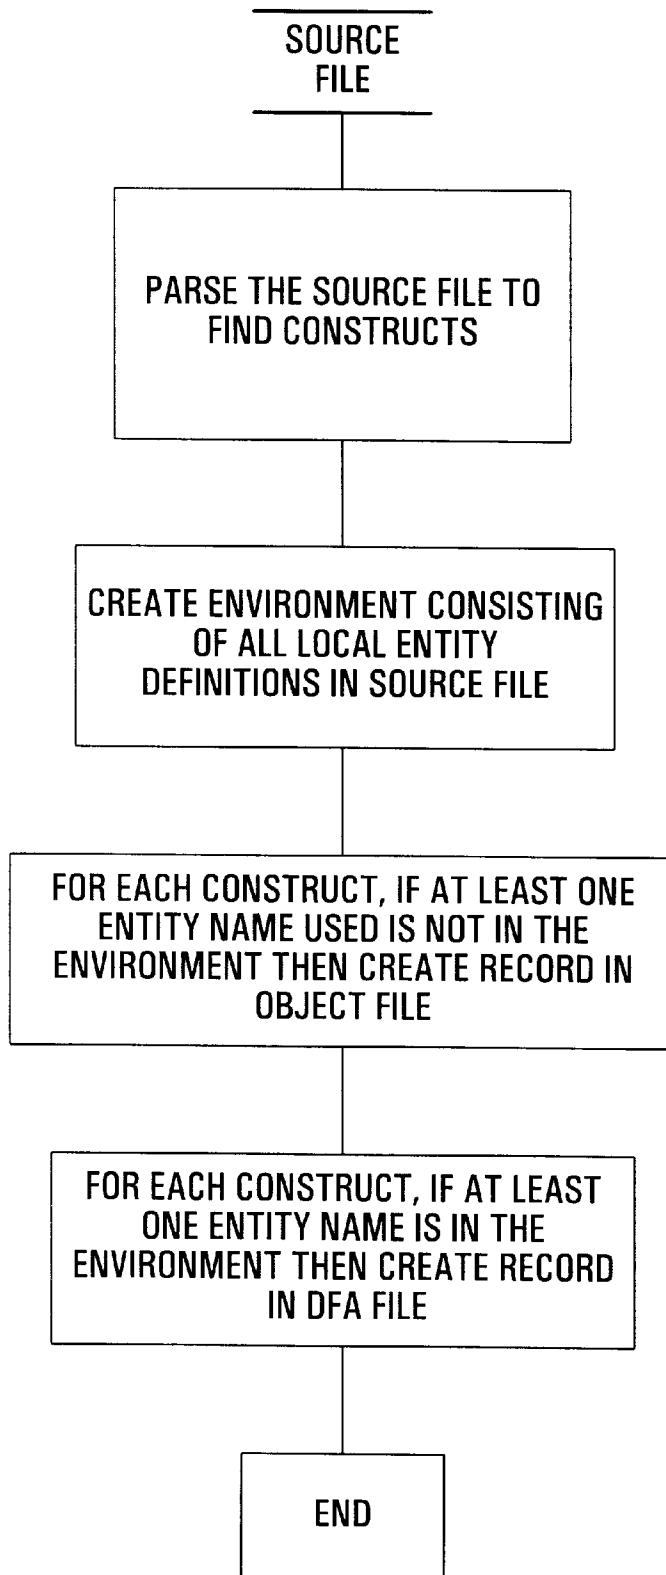 SOURCE
FILE
PARSE THE SOURCE FILE TO
FIND CONSTRUCTS
CREATE ENVIRONMENT CONSISTING
OF ALL LOCAL ENTITY
DEFINITIONS IN SOURCE FILE
FOR EACH CONSTRUCT, IF AT LEAST ONE
ENTITY NAME USED IS NOT IN THE
ENVIRONMENT THEN CREATE RECORD IN
OBJECT FILE
FOR EACH CONSTRUCT, IF AT LEAST
ONE ENTITY NAME IS IN THE
ENVIRONMENT THEN CREATE RECORD
IN DFA FILE
END